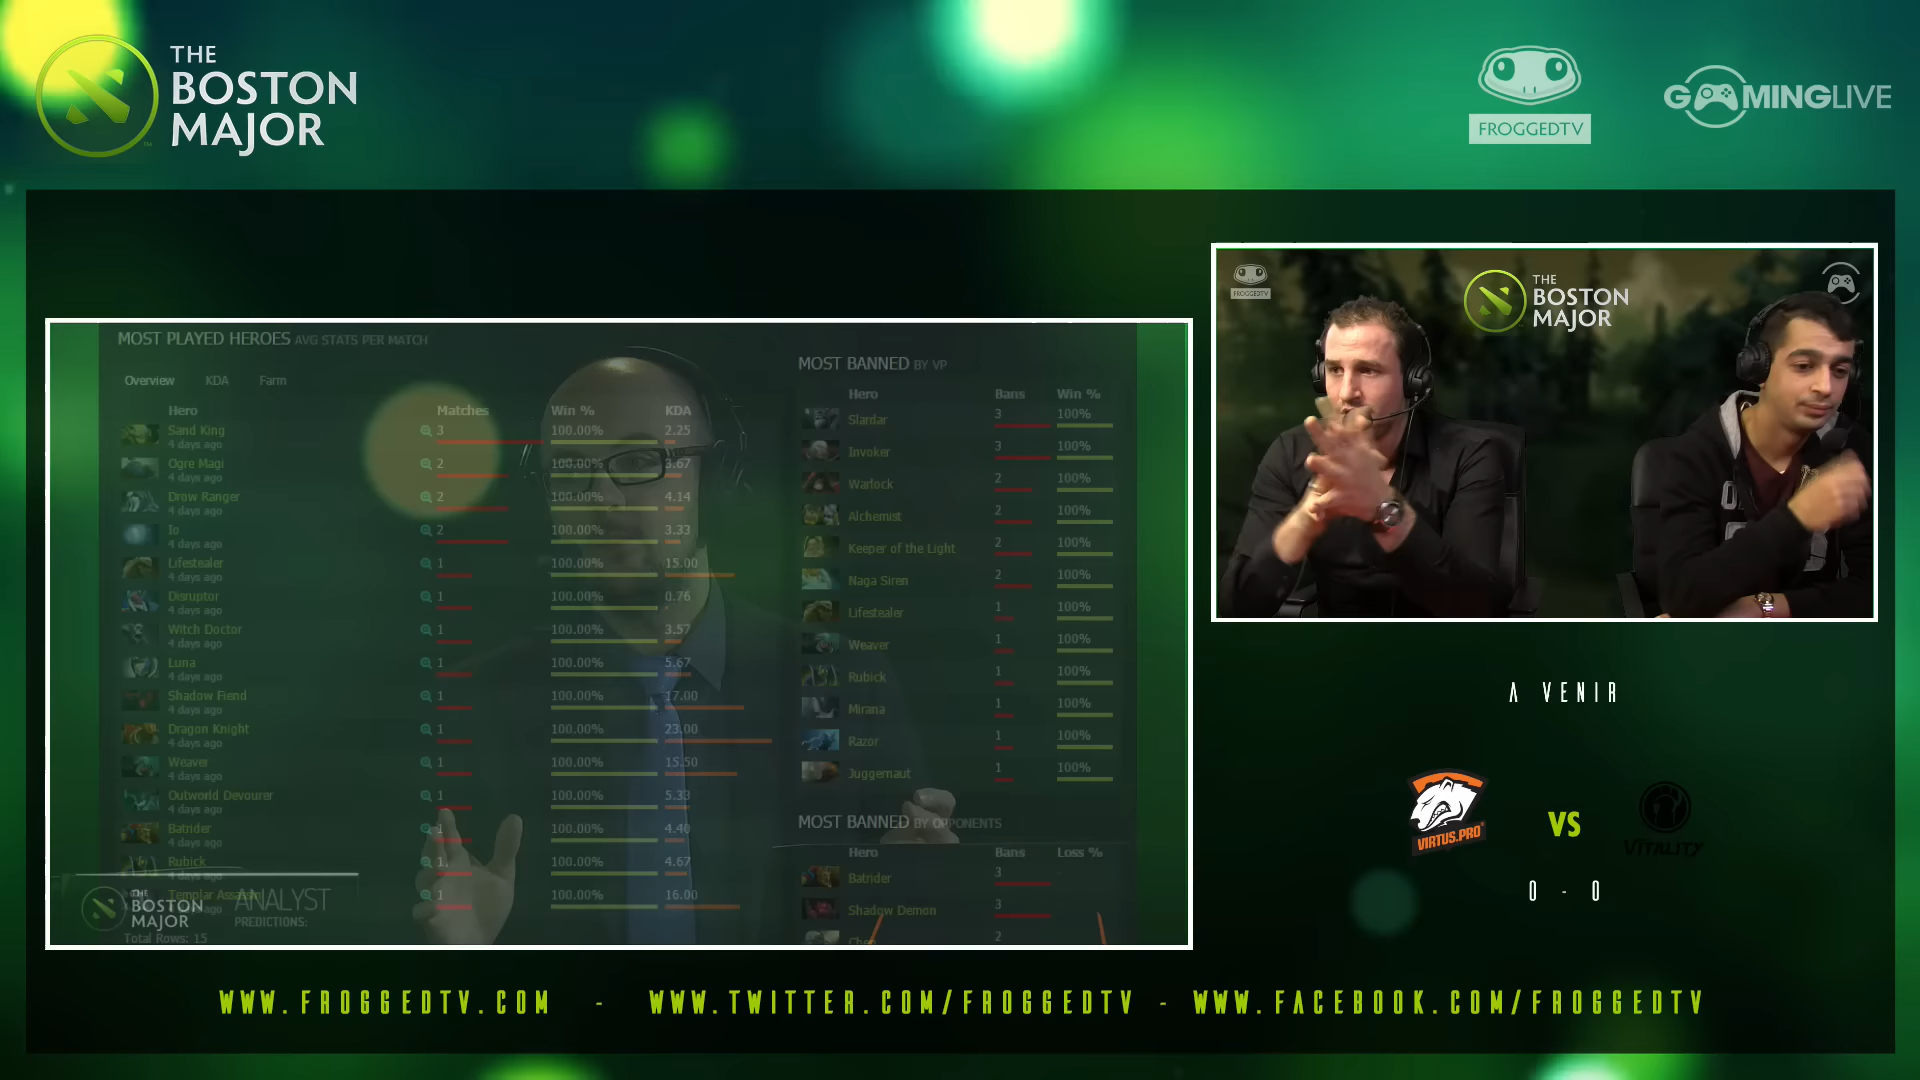 THE
BOSTON
MAJOR
FROGGEDTV
GAMINGLIVE
MOST PLAYED HEROES AVG STATS PER MATCH
Overview KDA Farm
Hero Matches Win % KDA
Sand King 3 100.00% 2.25
4 days ago
Ogre Magi 2 100.00% 3.67
4 days ago
Drow Ranger 2 100.00% 4.14
4 days ago
Io 2 100.00% 3.33
4 days ago
Lifestealer 1 100.00% 15.00
4 days ago
Disruptor 1 100.00% 0.76
4 days ago
Witch Doctor 1 100.00% 3.57
4 days ago
Luna 1 100.00% 5.67
4 days ago
Shadow Fiend 1 100.00% 17.00
4 days ago
Dragon Knight 1 100.00% 23.00
4 days ago
Weaver 1 100.00% 15.50
4 days ago
Outworld Devourer 1 100.00% 5.33
4 days ago
Batrider 1 100.00% 4.40
4 days ago
Rubick 1 100.00% 4.67
Templar Assassin 1 100.00% 16.00
ago
Total Rows: 15
THE
BOSTON
MAJOR
ANALYST
PREDICTIONS:
MOST BANNED BY VP
Hero Bans Win %
Slardar 3 100%
Invoker 3 100%
Warlock 2 100%
Alchemist 2 100%
Keeper of the Light 2 100%
Naga Siren 2 100%
Lifestealer 1 100%
Weaver 1 100%
Rubick 1 100%
Mirana 1 100%
Razor 1 100%
Juggernaut 1 100%
MOST BANNED BY OPPONENTS
Hero Bans Loss %
Batrider 3
Shadow Demon 3
Chen 2
FROGGEDTV
THE
BOSTON
MAJOR
A VENIR
VIRTUS.PRO
VS
VITALITY
0 - 0
WWW.FROGGEDTV.COM - WWW.TWITTER.COM/FROGGEDTV - WWW.FACEBOOK.COM/FROGGEDTV